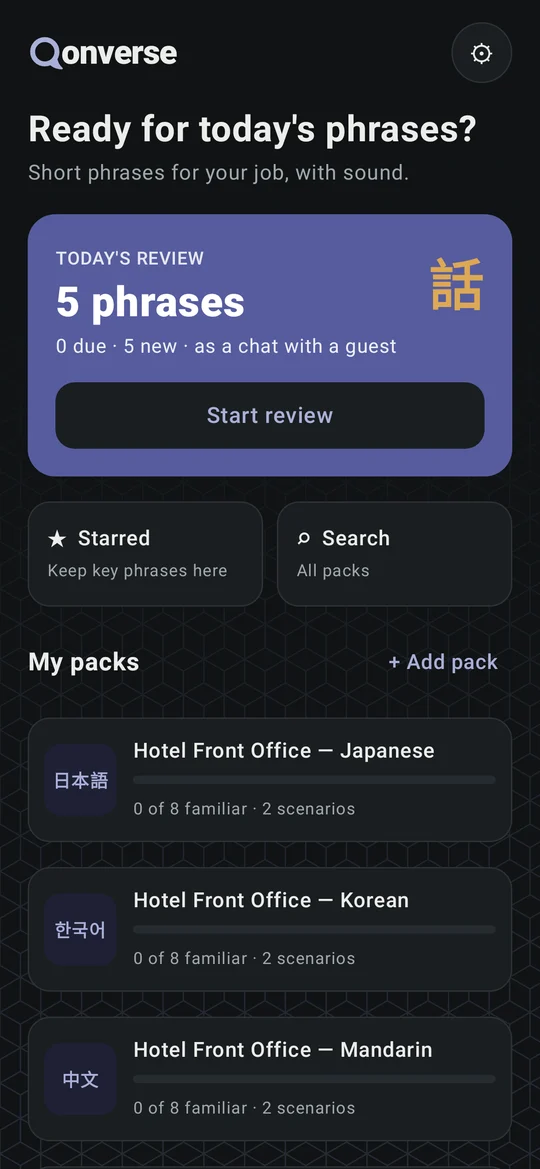 Qonverse
Ready for today's phrases?
Short phrases for your job, with sound.
TODAY'S REVIEW
5 phrases
話
0 due · 5 new · as a chat with a guest
Start review
★ Starred
Keep key phrases here
Search
All packs
My packs
+ Add pack
Hotel Front Office — Japanese
日本語
0 of 8 familiar · 2 scenarios
Hotel Front Office — Korean
한국어
0 of 8 familiar · 2 scenarios
Hotel Front Office — Mandarin
中文
0 of 8 familiar · 2 scenarios